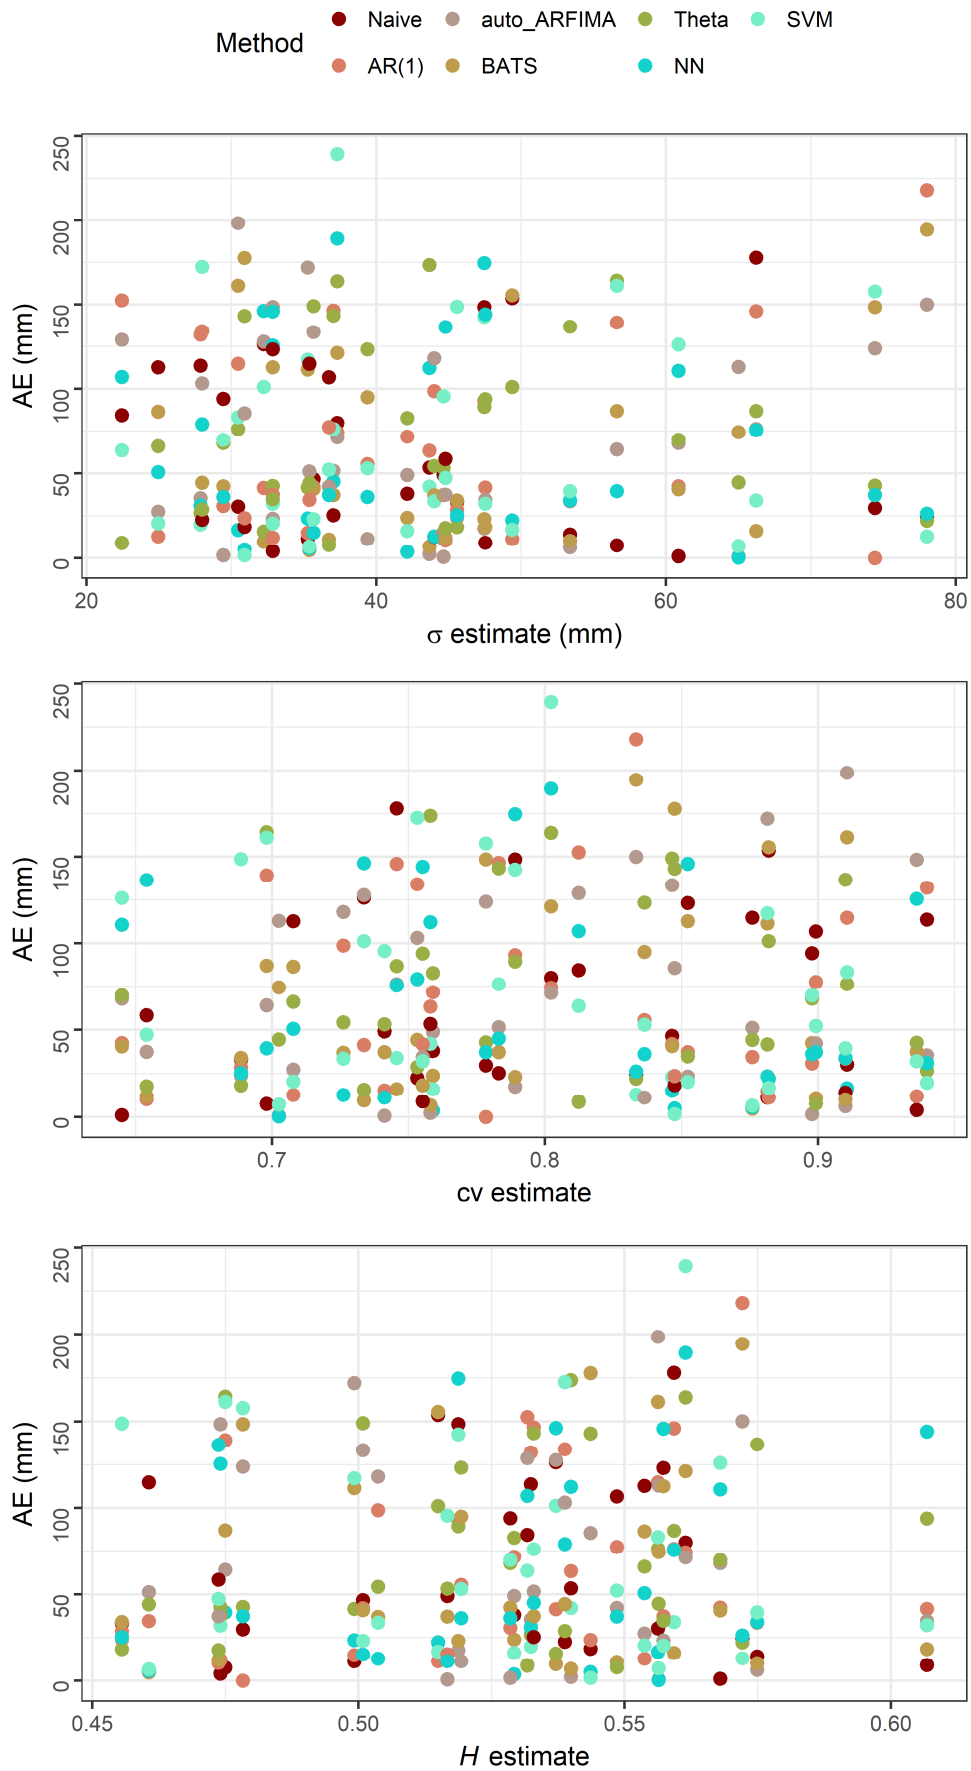 Method
Naive auto_ARFIMA Theta SVM
AR(1) BATS NN
AE (mm)
250
200
150
100
50
0
20 40 60 80
σ estimate (mm)
AE (mm)
250
200
150
100
50
0
0.7 0.8 0.9
cv estimate
AE (mm)
250
200
150
100
50
0
0.45 0.50 0.55 0.60
H estimate